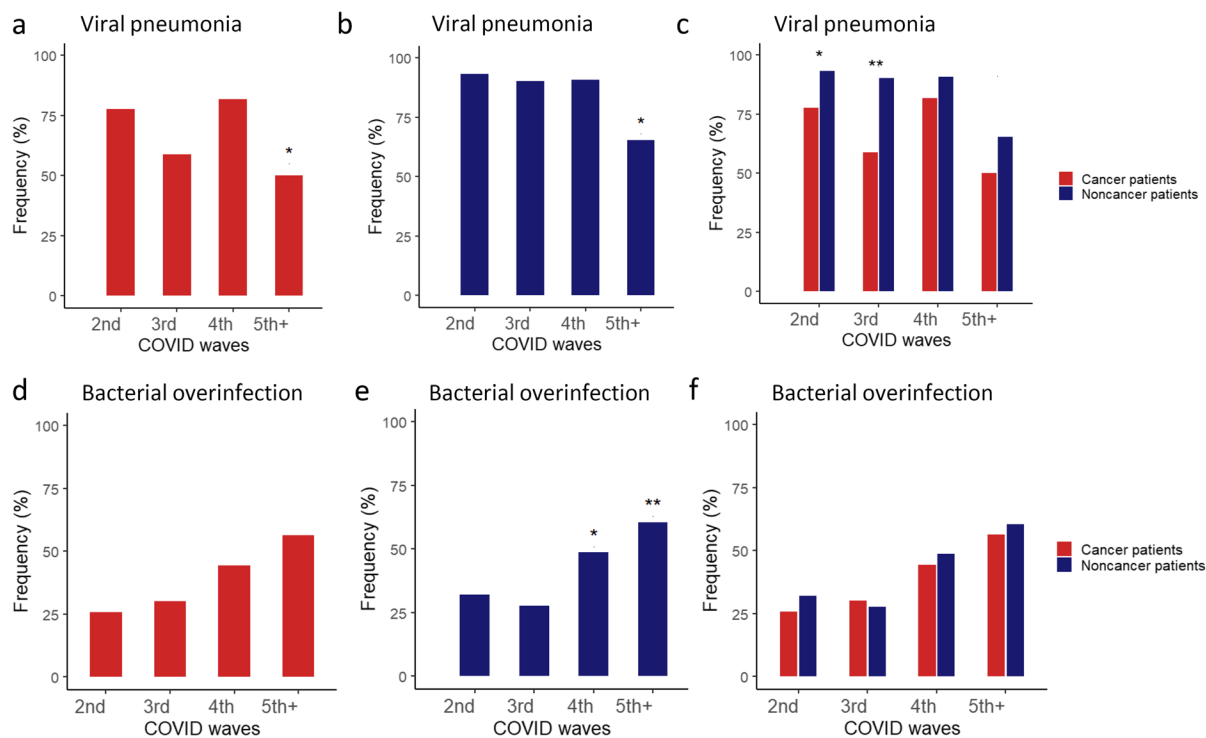 a Viral pneumonia
100
75
50
25
0
Frequency (%)
*
2nd 3rd 4th 5th+
COVID waves
b Viral pneumonia
100
75
50
25
0
Frequency (%)
*
2nd 3rd 4th 5th+
COVID waves
c Viral pneumonia
100
75
50
25
0
Frequency (%)
* **
2nd 3rd 4th 5th+
COVID waves
Cancer patients
Noncancer patients
d Bacterial overinfection
100
75
50
25
0
Frequency (%)
2nd 3rd 4th 5th+
COVID waves
e Bacterial overinfection
100
75
50
25
0
Frequency (%)
* **
2nd 3rd 4th 5th+
COVID waves
f Bacterial overinfection
100
75
50
25
0
Frequency (%)
2nd 3rd 4th 5th+
COVID waves
Cancer patients
Noncancer patients